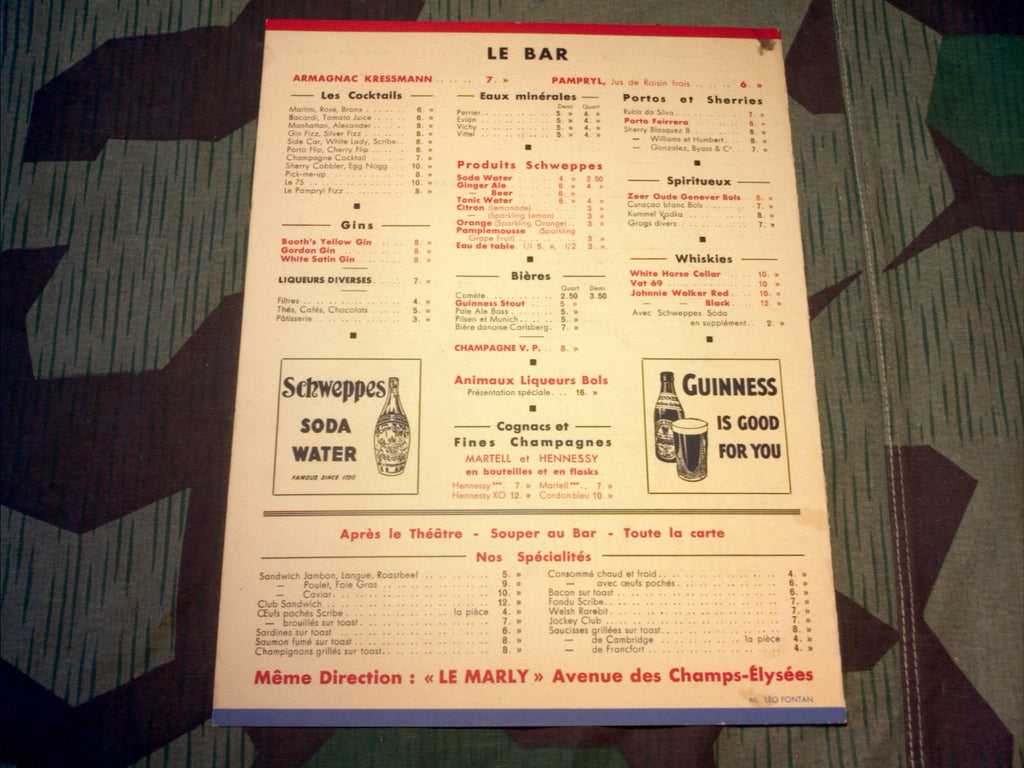 LE BAR
ARMAGNAC KRESSMANN ..... 7. »
PAMPRYL, Jus de Raisin frais ..... 6. »
Les Cocktails
Martini, Rose, Bronx ..... 6. »
Bacardi, Tomato Juice ..... 6. »
Manhattan, Alexander ..... 8. »
Gin Fizz, Silver Fizz ..... 8. »
Side Car, White Lady, Scribe.. 8. »
Porto Flip, Cherry Flip ..... 8. »
Champagne Cocktail ..... 7. »
Sherry Cobbler, Egg Nogg .... 10. »
Pick-me-up ..... 8. »
Le 75 ..... 10. »
Le Pampryl Fizz ..... 8. »
Gins
Booth's Yellow Gin ..... 8. »
Gordon Gin ..... 8. »
White Satin Gin ..... 8. »
LIQUEURS DIVERSES ..... 7. »
Filtres ..... 4. »
Thés, Cafés, Chocolats ..... 5. »
Pâtisserie ..... 3. »
Schweppes
SODA
WATER
FAMOUS SINCE 1790
Eaux minérales
Demi Quart
Perrier ..... 5. » 4. »
Evian ..... 5. » 4. »
Vichy ..... 5. » 4. »
Vittel ..... 5. » 4. »
Produits Schweppes
Soda Water ..... 4 » 2.50
Ginger Ale ..... 6 » 4. »
— Beer ..... 6. »
Tonic Water ..... 6 » 4 »
Citron (Lemonade) 3 »
— (Sparkling Lemon) 3 »
Orange (Sparkling Orange) 3 »
Pamplemousse (Sparkling
Grape Fruit) 3 »
Eau de table 1/1 5. », 1/2 3. »
Bières
Quart Demi
Comète ..... 2.50 3.50
Guinness Stout ..... 5 »
Pale Ale Bass ..... 5. »
Pilsen et Munich ..... 5. »
Bière danoise Carlsberg. 7. »
CHAMPAGNE V. P. ... 8. »
Animaux Liqueurs Bols
Présentation spéciale... 16. »
Cognacs et
Fines Champagnes
MARTELL et HENNESSY
en bouteilles et en flasks
Hennessy *** . 7. » Martell *** . . 7. »
Hennessy XO 12. » Cordon bleu 10. »
Portos et Sherries
Rubis da Silva ..... 7. »
Porto Feirrera ..... 8. »
Sherry Blasquez B ..... 6. »
— Williams et Humbert.. 8. »
— Gonzalez, Byass & C° . . 7. »
Spiritueux
Zeer Oude Genever Bols 8. »
Curaçao blanc Bols ..... 7. »
Kummel Vodka ..... 8. »
Grogs divers ..... 7. »
Whiskies
White Horse Cellar 10. »
Vat 69 ..... 10 »
Johnnie Walker Red ... 10. »
— — Black ... 12. »
Avec Schweppes Soda
en supplément.. 2. »
GUINNESS
IS GOOD
FOR YOU
Après le Théâtre - Souper au Bar - Toute la carte
Nos Spécialités
Sandwich Jambon, Langue, Roastbeef ..... 5. »
— Poulet, Foie Gras ..... 9. »
— Caviar ..... 10. »
Club Sandwich ..... 12. »
Œufs pochés Scribe ..... la pièce 4. »
— brouillés sur toast ..... 7. »
Sardines sur toast ..... 6. »
Saumon fumé sur toast ..... 8. »
Champignons grillés sur toast ..... 8. »
Consommé chaud et froid ..... 4. »
— avec œufs pochés ..... 6. »
Bacon sur toast ..... 6. »
Fondu Scribe ..... 7. »
Welsh Rarebit ..... 7. »
Jockey Club ..... 7. »
Saucisses grillées sur toast ..... 8. »
— de Cambridge la pièce 4. »
— de Francfort ..... 4. »
Même Direction : « LE MARLY » Avenue des Champs-Élysées
LÉO FONTAN